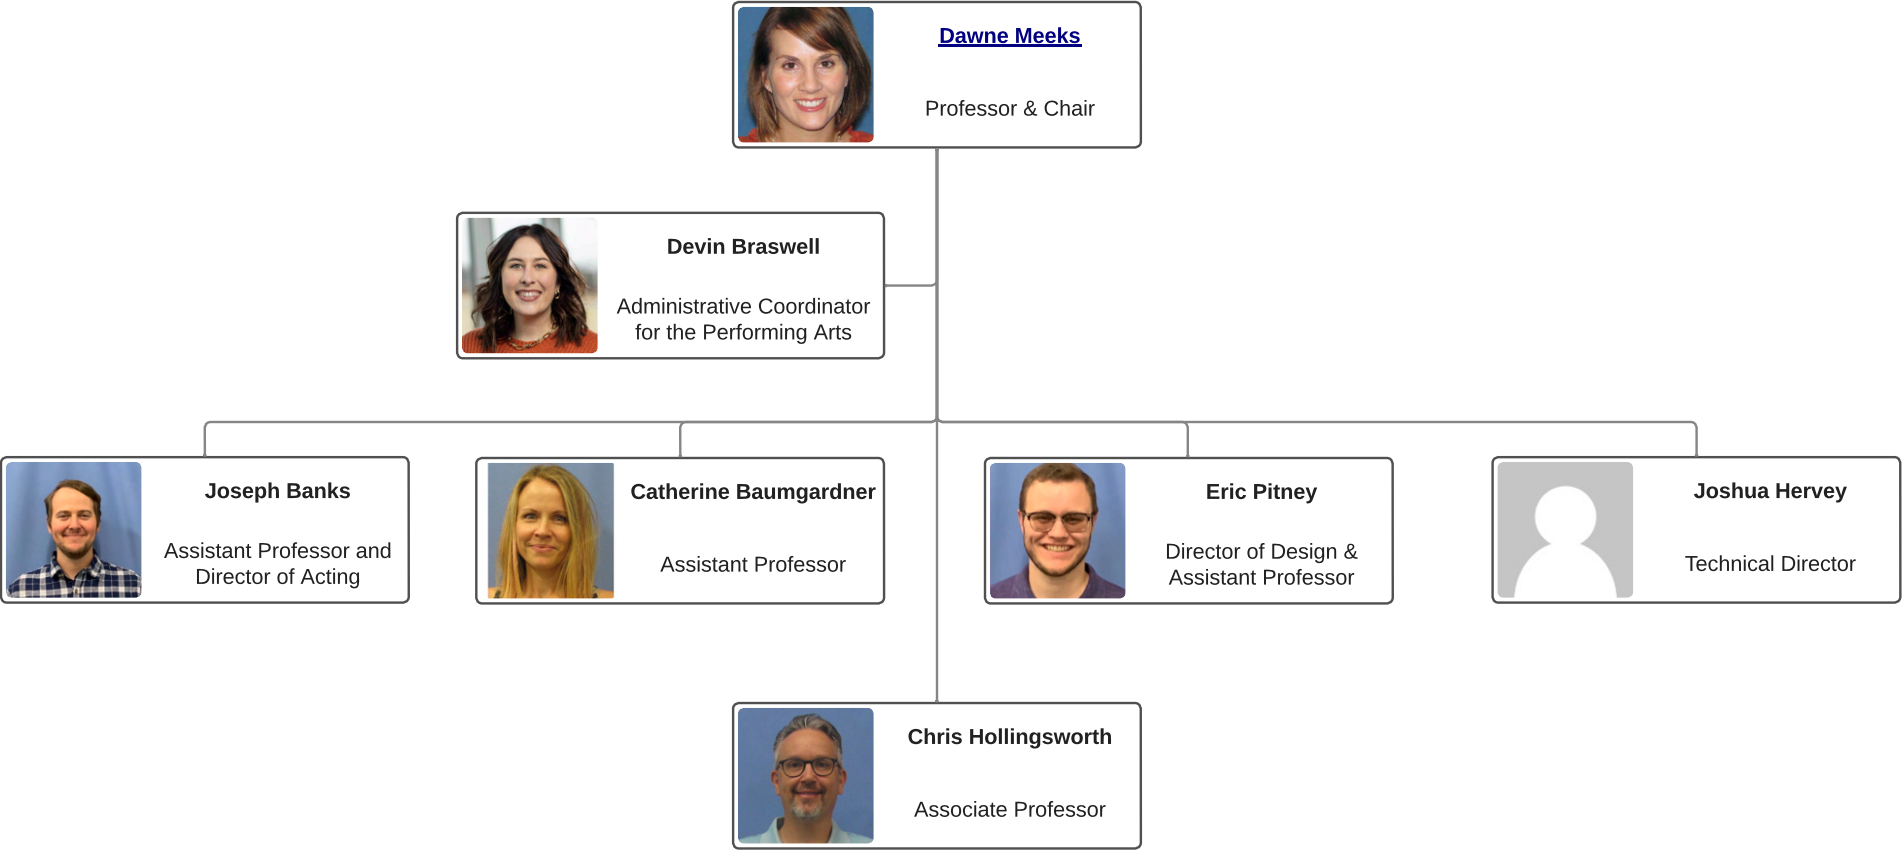 Dawne Meeks
Professor & Chair
Devin Braswell
Administrative Coordinator
for the Performing Arts
Joseph Banks
Assistant Professor and
Director of Acting
Catherine Baumgardner
Assistant Professor
Eric Pitney
Director of Design &
Assistant Professor
Joshua Hervey
Technical Director
Chris Hollingsworth
Associate Professor